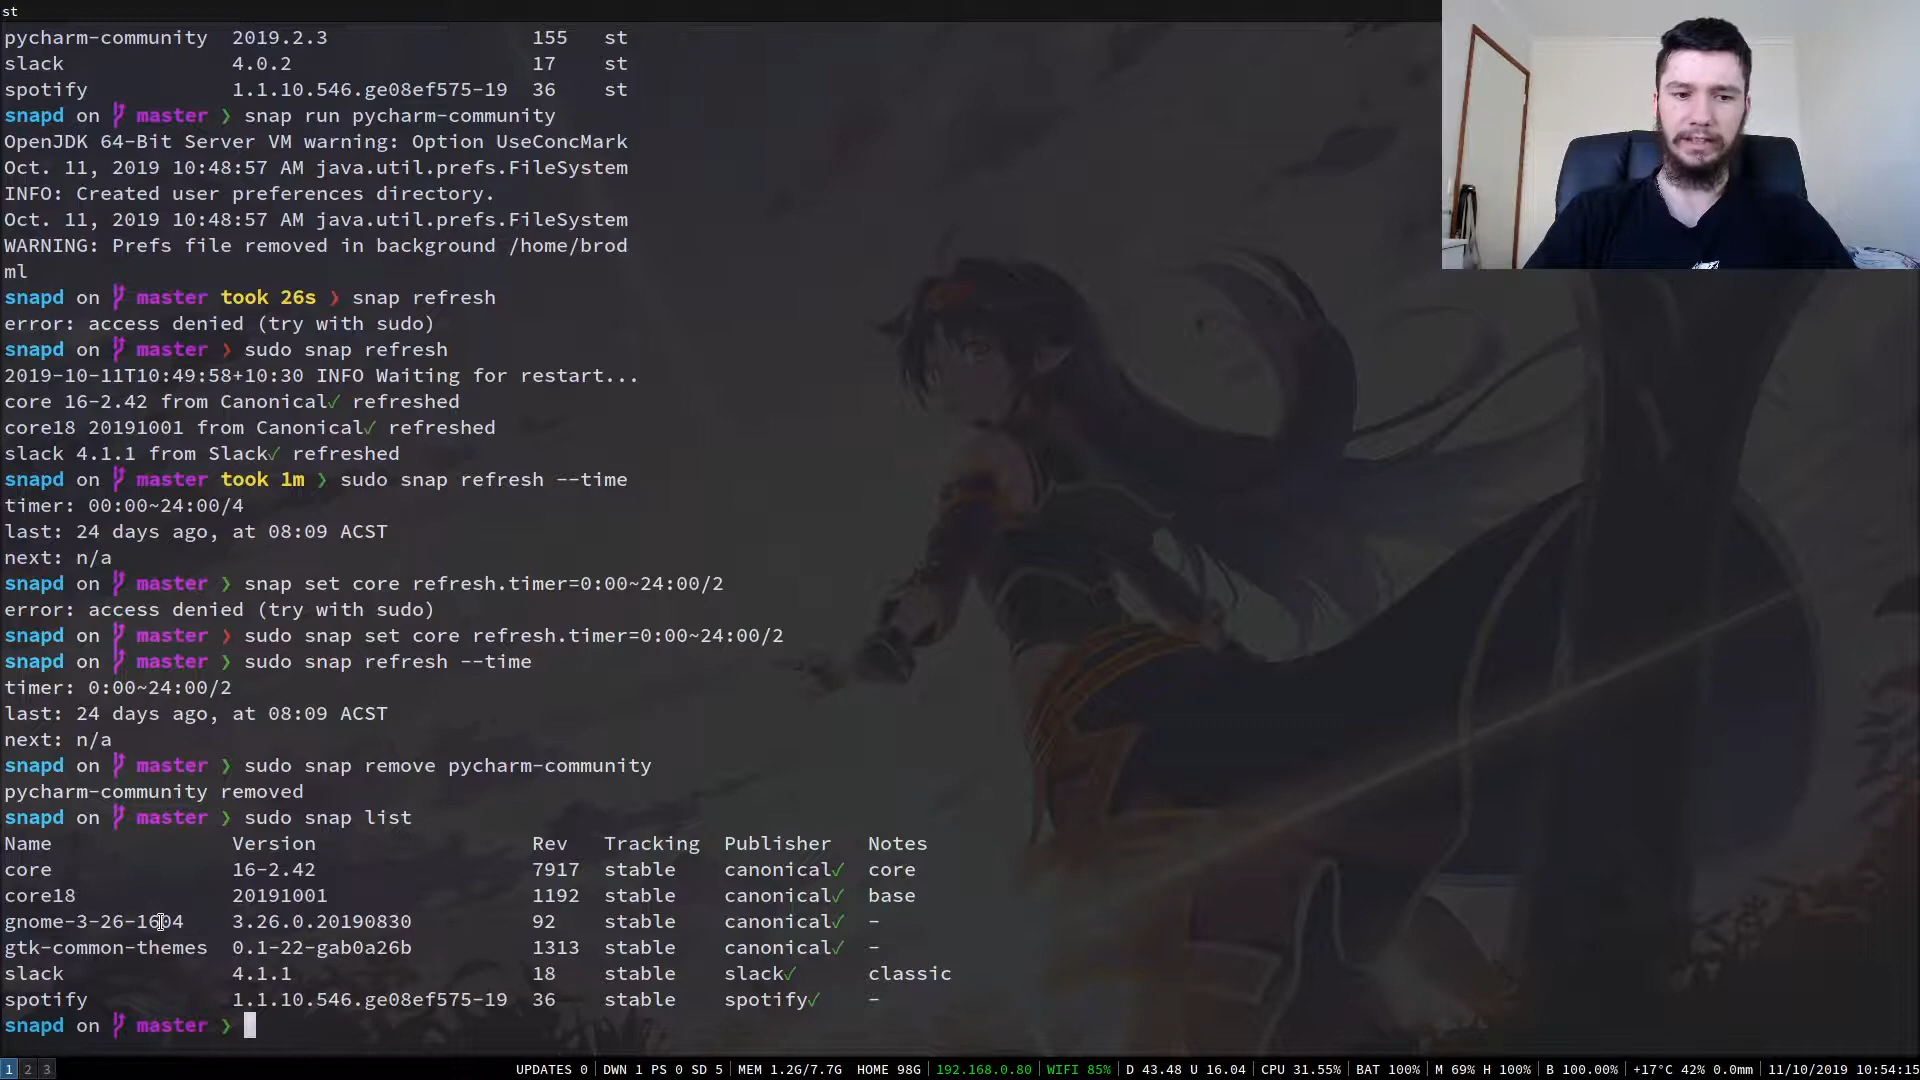 st
pycharm-community 2019.2.3 155 st
slack 4.0.2 17 st
spotify 1.1.10.546.ge08ef575-19 36 st
snapd on master ❯ snap run pycharm-community
OpenJDK 64-Bit Server VM warning: Option UseConcMark
Oct. 11, 2019 10:48:57 AM java.util.prefs.FileSystem
INFO: Created user preferences directory.
Oct. 11, 2019 10:48:57 AM java.util.prefs.FileSystem
WARNING: Prefs file removed in background /home/brod
ml
snapd on master took 26s ❯ snap refresh
error: access denied (try with sudo)
snapd on master ❯ sudo snap refresh
2019-10-11T10:49:58+10:30 INFO Waiting for restart...
core 16-2.42 from Canonical✓ refreshed
core18 20191001 from Canonical✓ refreshed
slack 4.1.1 from Slack✓ refreshed
snapd on master took 1m ❯ sudo snap refresh --time
timer: 00:00~24:00/4
last: 24 days ago, at 08:09 ACST
next: n/a
snapd on master ❯ snap set core refresh.timer=0:00~24:00/2
error: access denied (try with sudo)
snapd on master ❯ sudo snap set core refresh.timer=0:00~24:00/2
snapd on master ❯ sudo snap refresh --time
timer: 0:00~24:00/2
last: 24 days ago, at 08:09 ACST
next: n/a
snapd on master ❯ sudo snap remove pycharm-community
pycharm-community removed
snapd on master ❯ sudo snap list
Name Version Rev Tracking Publisher Notes
core 16-2.42 7917 stable canonical✓ core
core18 20191001 1192 stable canonical✓ base
gnome-3-26-1604 3.26.0.20190830 92 stable canonical✓ -
gtk-common-themes 0.1-22-gab0a26b 1313 stable canonical✓ -
slack 4.1.1 18 stable slack✓ classic
spotify 1.1.10.546.ge08ef575-19 36 stable spotify✓ -
snapd on master ❯
1 2 3 UPDATES 0 | DWN 1 PS 0 SD 5 | MEM 1.2G/7.7G HOME 98G | 192.168.0.80 | WIFI 85% | D 43.48 U 16.04 | CPU 31.55% | BAT 100% | M 69% H 100% | B 100.00% | +17°C 42% 0.0mm | 11/10/2019 10:54:15